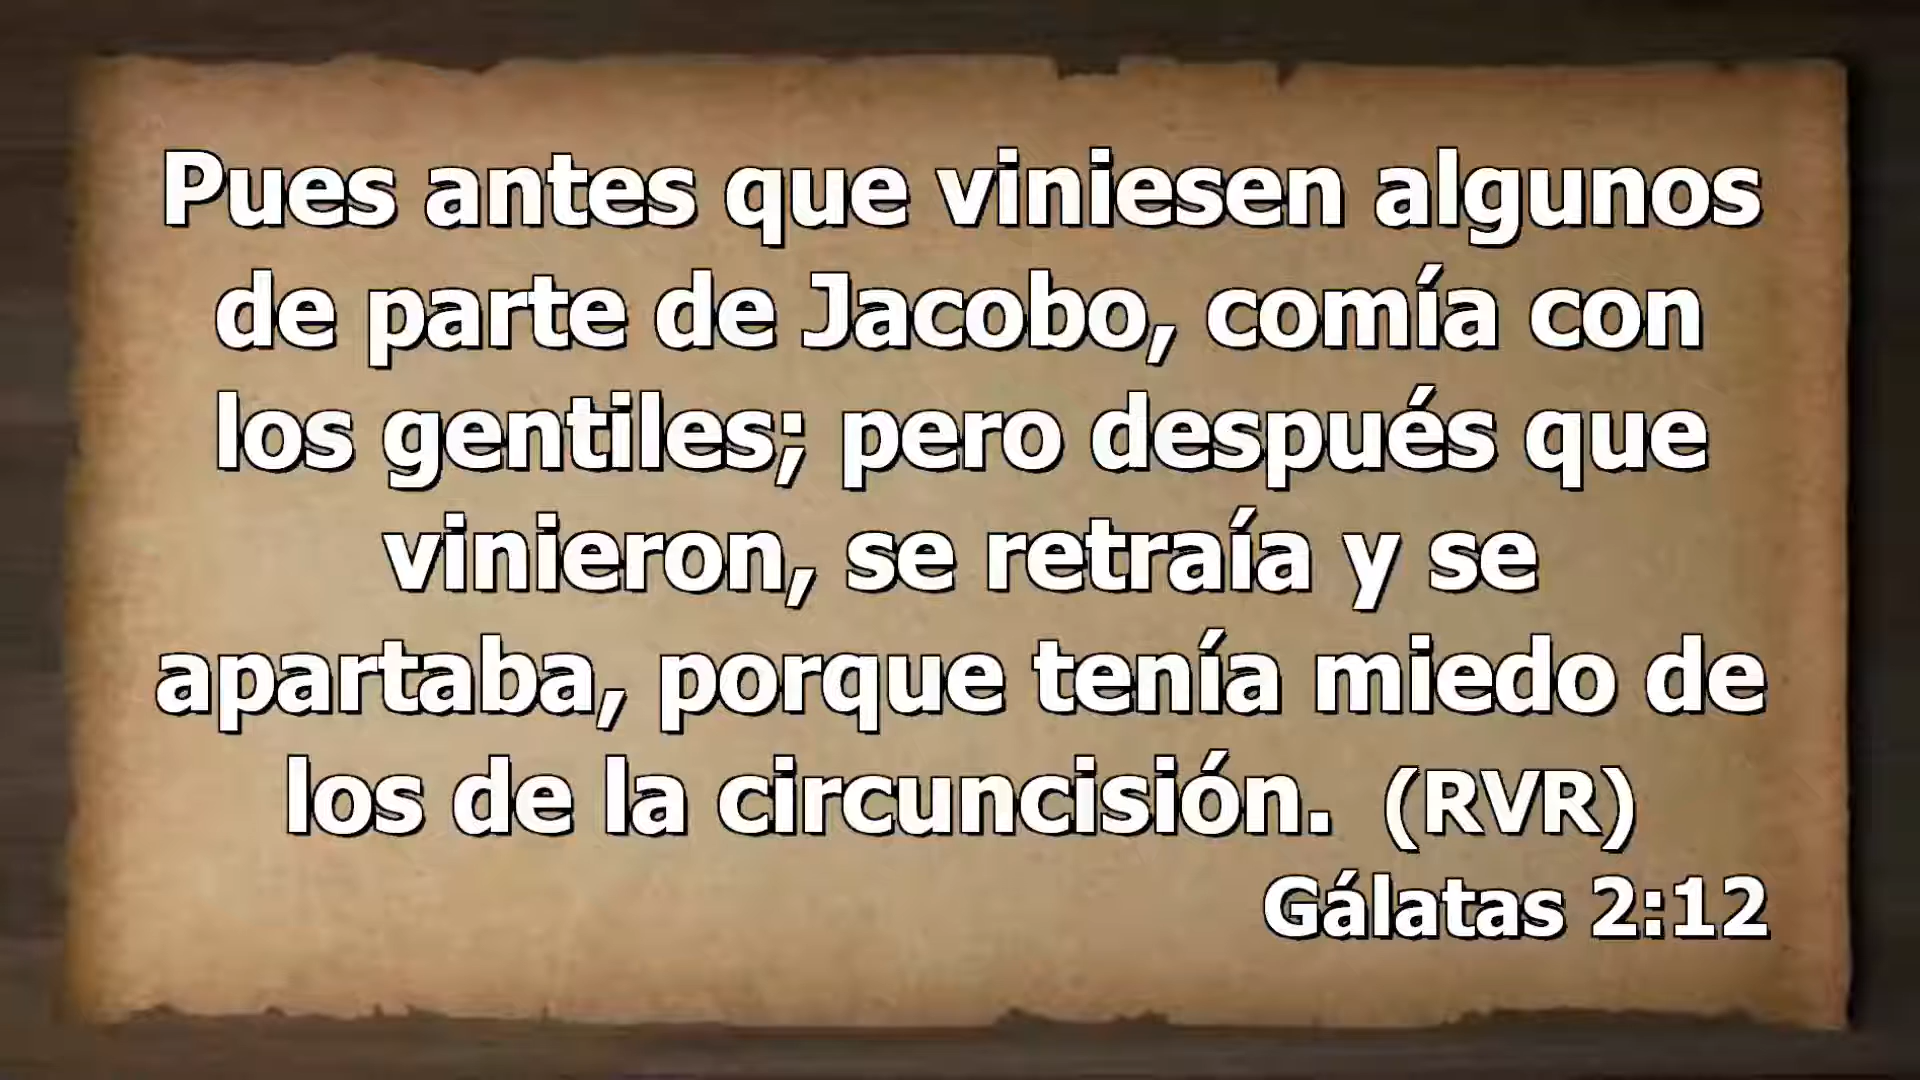 Pues antes que viniesen algunos
de parte de Jacobo, comía con
los gentiles; pero después que
vinieron, se retraía y se
apartaba, porque tenía miedo de
los de la circuncisión. (RVR)
Gálatas 2:12